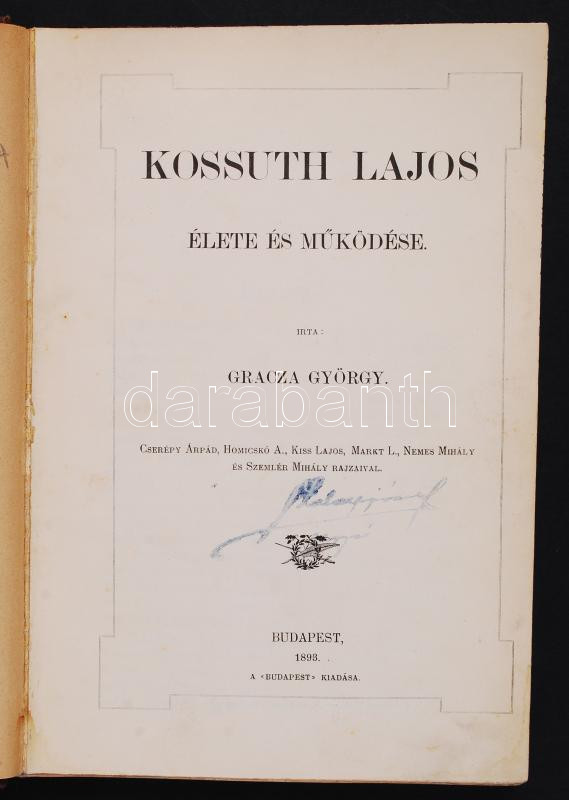 KOSSUTH LAJOS
ÉLETE ÉS MŰKÖDÉSE.
IRTA:
GRACZA GYÖRGY.
darabanth
CSERÉPY ÁRPÁD, HOMICSKÓ A., KISS LAJOS, MARKT L., NEMES MIHÁLY
ÉS SZEMLÉR MIHÁLY RAJZAIVAL.
BUDAPEST,
1893.
A «BUDAPEST» KIADÁSA.